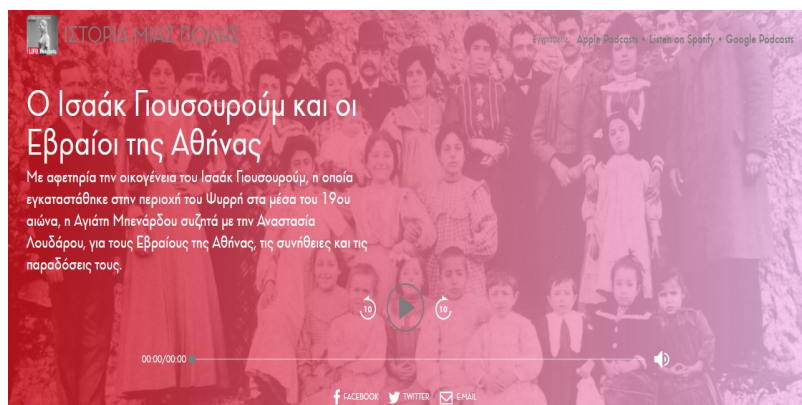 ΙΣΤΟΡΙΑ ΜΙΑΣ ΠΟΛΗΣ
Εγγραφείτε: Apple Podcasts • Listen on Spotify • Google Podcasts
Ο Ισαάκ Γιουσουρούμ και οι
Εβραίοι της Αθήνας
Με αφετηρία την οικογένεια του Ισαάκ Γιουσουρούμ, η οποία
εγκαταστάθηκε στην περιοχή του Ψυρρή στα μέσα του 19ου
αιώνα, η Αγιάτη Μπενάρδου συζητά με την Αναστασία
Λουδάρου, για τους Εβραίους της Αθήνας, τις συνήθειες και τις
παραδόσεις τους.
10 10
00:00/00:00
FACEBOOK TWITTER E-MAIL